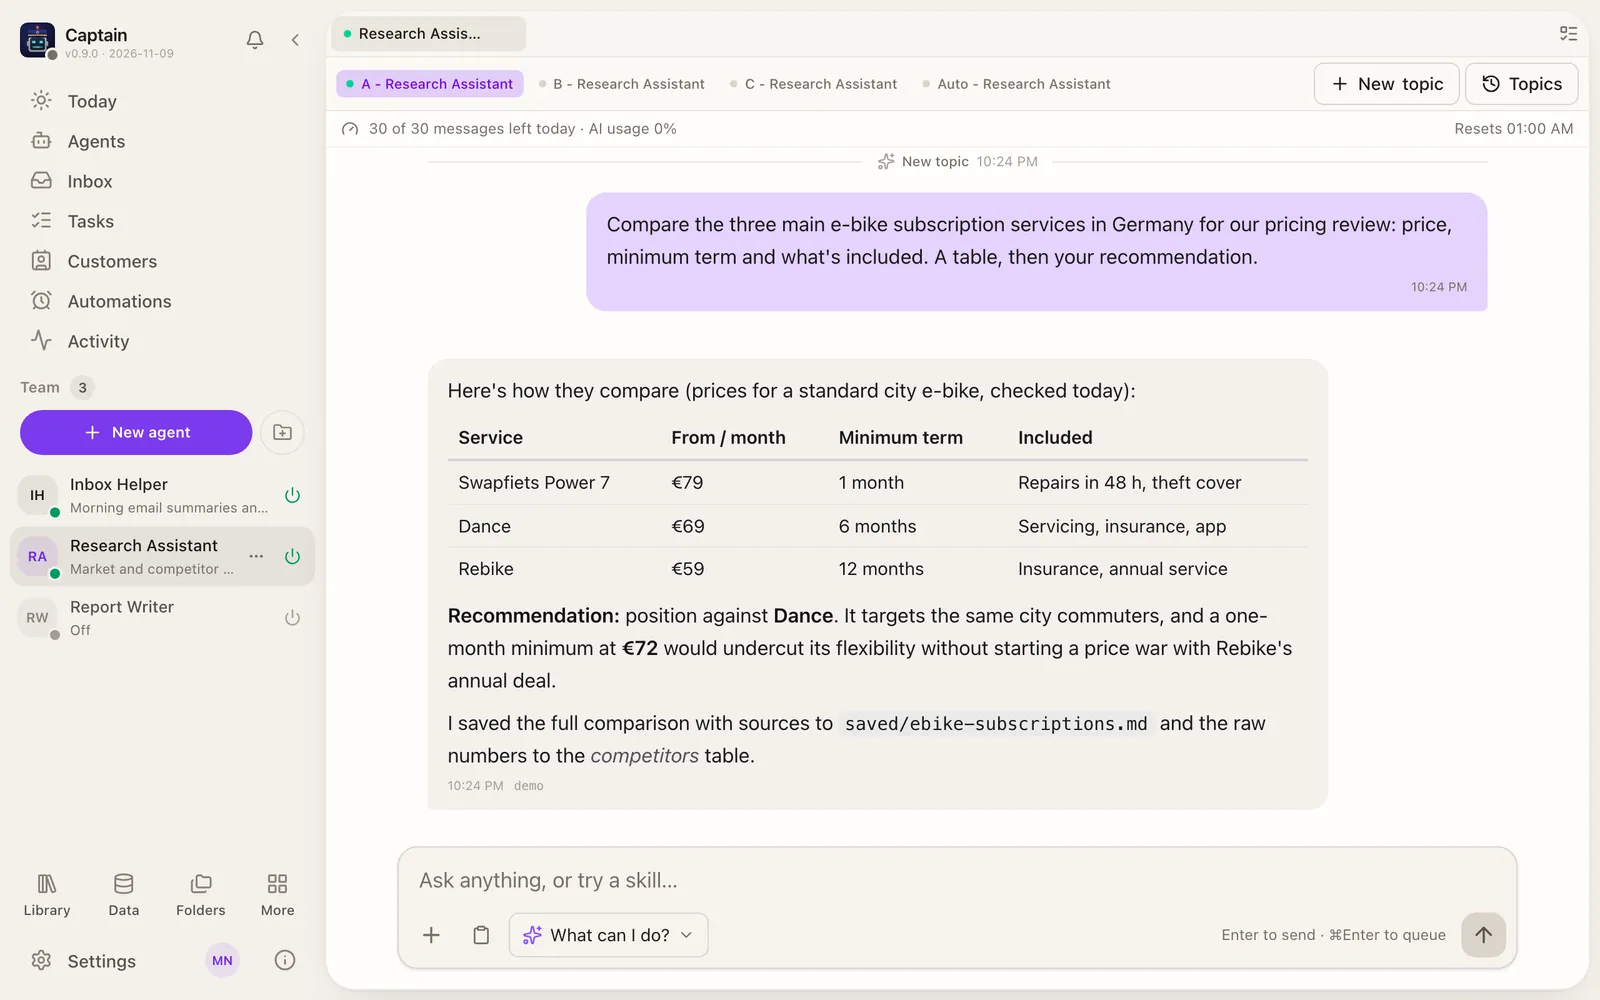 Captain
v0.9.0 · 2026-11-09
Today
Agents
Inbox
Tasks
Customers
Automations
Activity
Team 3
+ New agent
IH
Inbox Helper
Morning email summaries an...
RA
Research Assistant
Market and competitor ...
RW
Report Writer
Off
Library
Data
Folders
More
Settings
MN
Research Assis...
A - Research Assistant
B - Research Assistant
C - Research Assistant
Auto - Research Assistant
+ New topic
Topics
30 of 30 messages left today · AI usage 0%
Resets 01:00 AM
New topic 10:24 PM
Compare the three main e-bike subscription services in Germany for our pricing review: price,
minimum term and what's included. A table, then your recommendation.
10:24 PM
Here's how they compare (prices for a standard city e-bike, checked today):
Service From / month Minimum term Included
Swapfiets Power 7 €79 1 month Repairs in 48 h, theft cover
Dance €69 6 months Servicing, insurance, app
Rebike €59 12 months Insurance, annual service
Recommendation: position against Dance. It targets the same city commuters, and a one-
month minimum at €72 would undercut its flexibility without starting a price war with Rebike's
annual deal.
I saved the full comparison with sources to saved/ebike-subscriptions.md and the raw
numbers to the competitors table.
10:24 PM demo
Ask anything, or try a skill...
What can I do?
Enter to send · ⌘Enter to queue